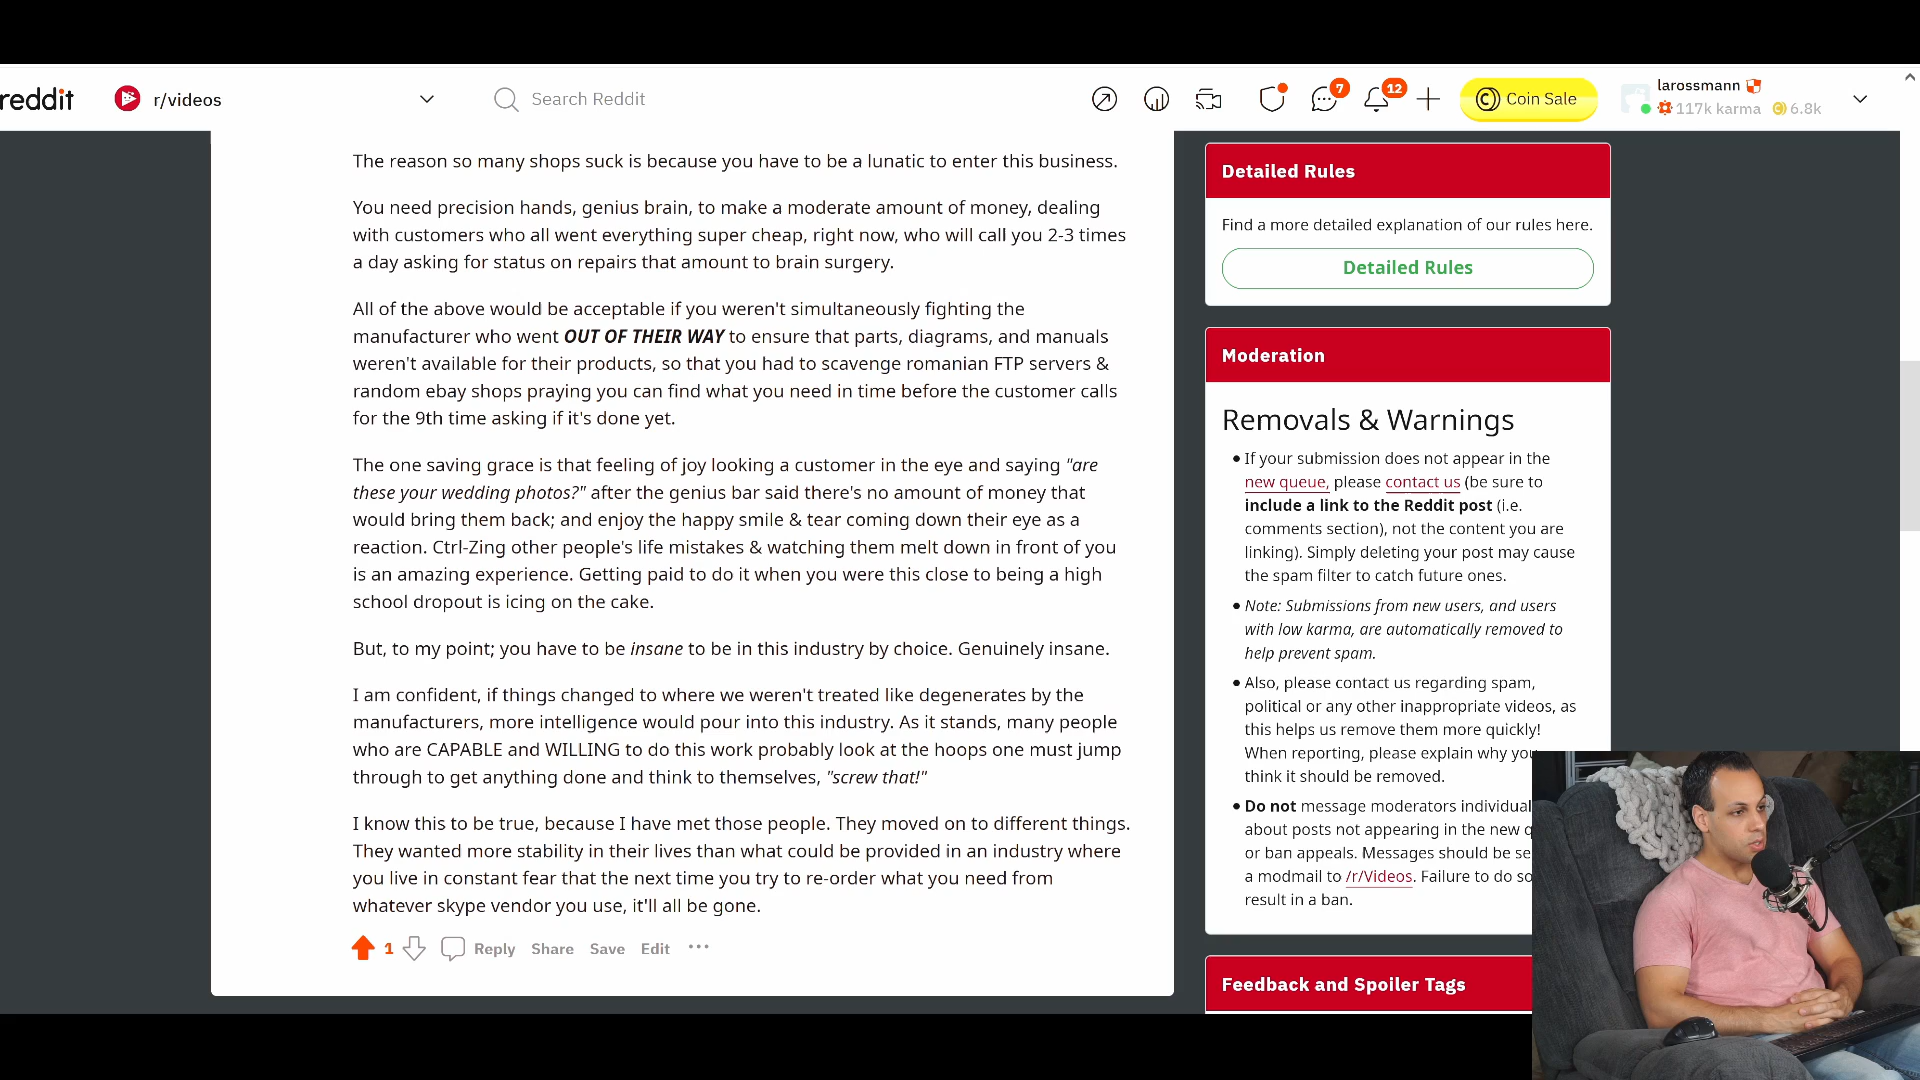 reddit
r/videos
Search Reddit
7
12
Coin Sale
larossmann
117k karma
6.8k
The reason so many shops suck is because you have to be a lunatic to enter this business.
You need precision hands, genius brain, to make a moderate amount of money, dealing
with customers who all went everything super cheap, right now, who will call you 2-3 times
a day asking for status on repairs that amount to brain surgery.
All of the above would be acceptable if you weren't simultaneously fighting the
manufacturer who went OUT OF THEIR WAY to ensure that parts, diagrams, and manuals
weren't available for their products, so that you had to scavenge romanian FTP servers &
random ebay shops praying you can find what you need in time before the customer calls
for the 9th time asking if it's done yet.
The one saving grace is that feeling of joy looking a customer in the eye and saying "are
these your wedding photos?" after the genius bar said there's no amount of money that
would bring them back; and enjoy the happy smile & tear coming down their eye as a
reaction. Ctrl-Zing other people's life mistakes & watching them melt down in front of you
is an amazing experience. Getting paid to do it when you were this close to being a high
school dropout is icing on the cake.
But, to my point; you have to be insane to be in this industry by choice. Genuinely insane.
I am confident, if things changed to where we weren't treated like degenerates by the
manufacturers, more intelligence would pour into this industry. As it stands, many people
who are CAPABLE and WILLING to do this work probably look at the hoops one must jump
through to get anything done and think to themselves, "screw that!"
I know this to be true, because I have met those people. They moved on to different things.
They wanted more stability in their lives than what could be provided in an industry where
you live in constant fear that the next time you try to re-order what you need from
whatever skype vendor you use, it'll all be gone.
1
Reply
Share
Save
Edit
Detailed Rules
Find a more detailed explanation of our rules here.
Detailed Rules
Moderation
Removals & Warnings
If your submission does not appear in the
new queue, please contact us (be sure to
include a link to the Reddit post (i.e.
comments section), not the content you are
linking). Simply deleting your post may cause
the spam filter to catch future ones.
Note: Submissions from new users, and users
with low karma, are automatically removed to
help prevent spam.
Also, please contact us regarding spam,
political or any other inappropriate videos, as
this helps us remove them more quickly!
When reporting, please explain why you
think it should be removed.
Do not message moderators
about posts not appearing in the new
or ban appeals. Messages should be
a modmail to /r/Videos. Failure to do so
result in a ban.
Feedback and Spoiler Tags